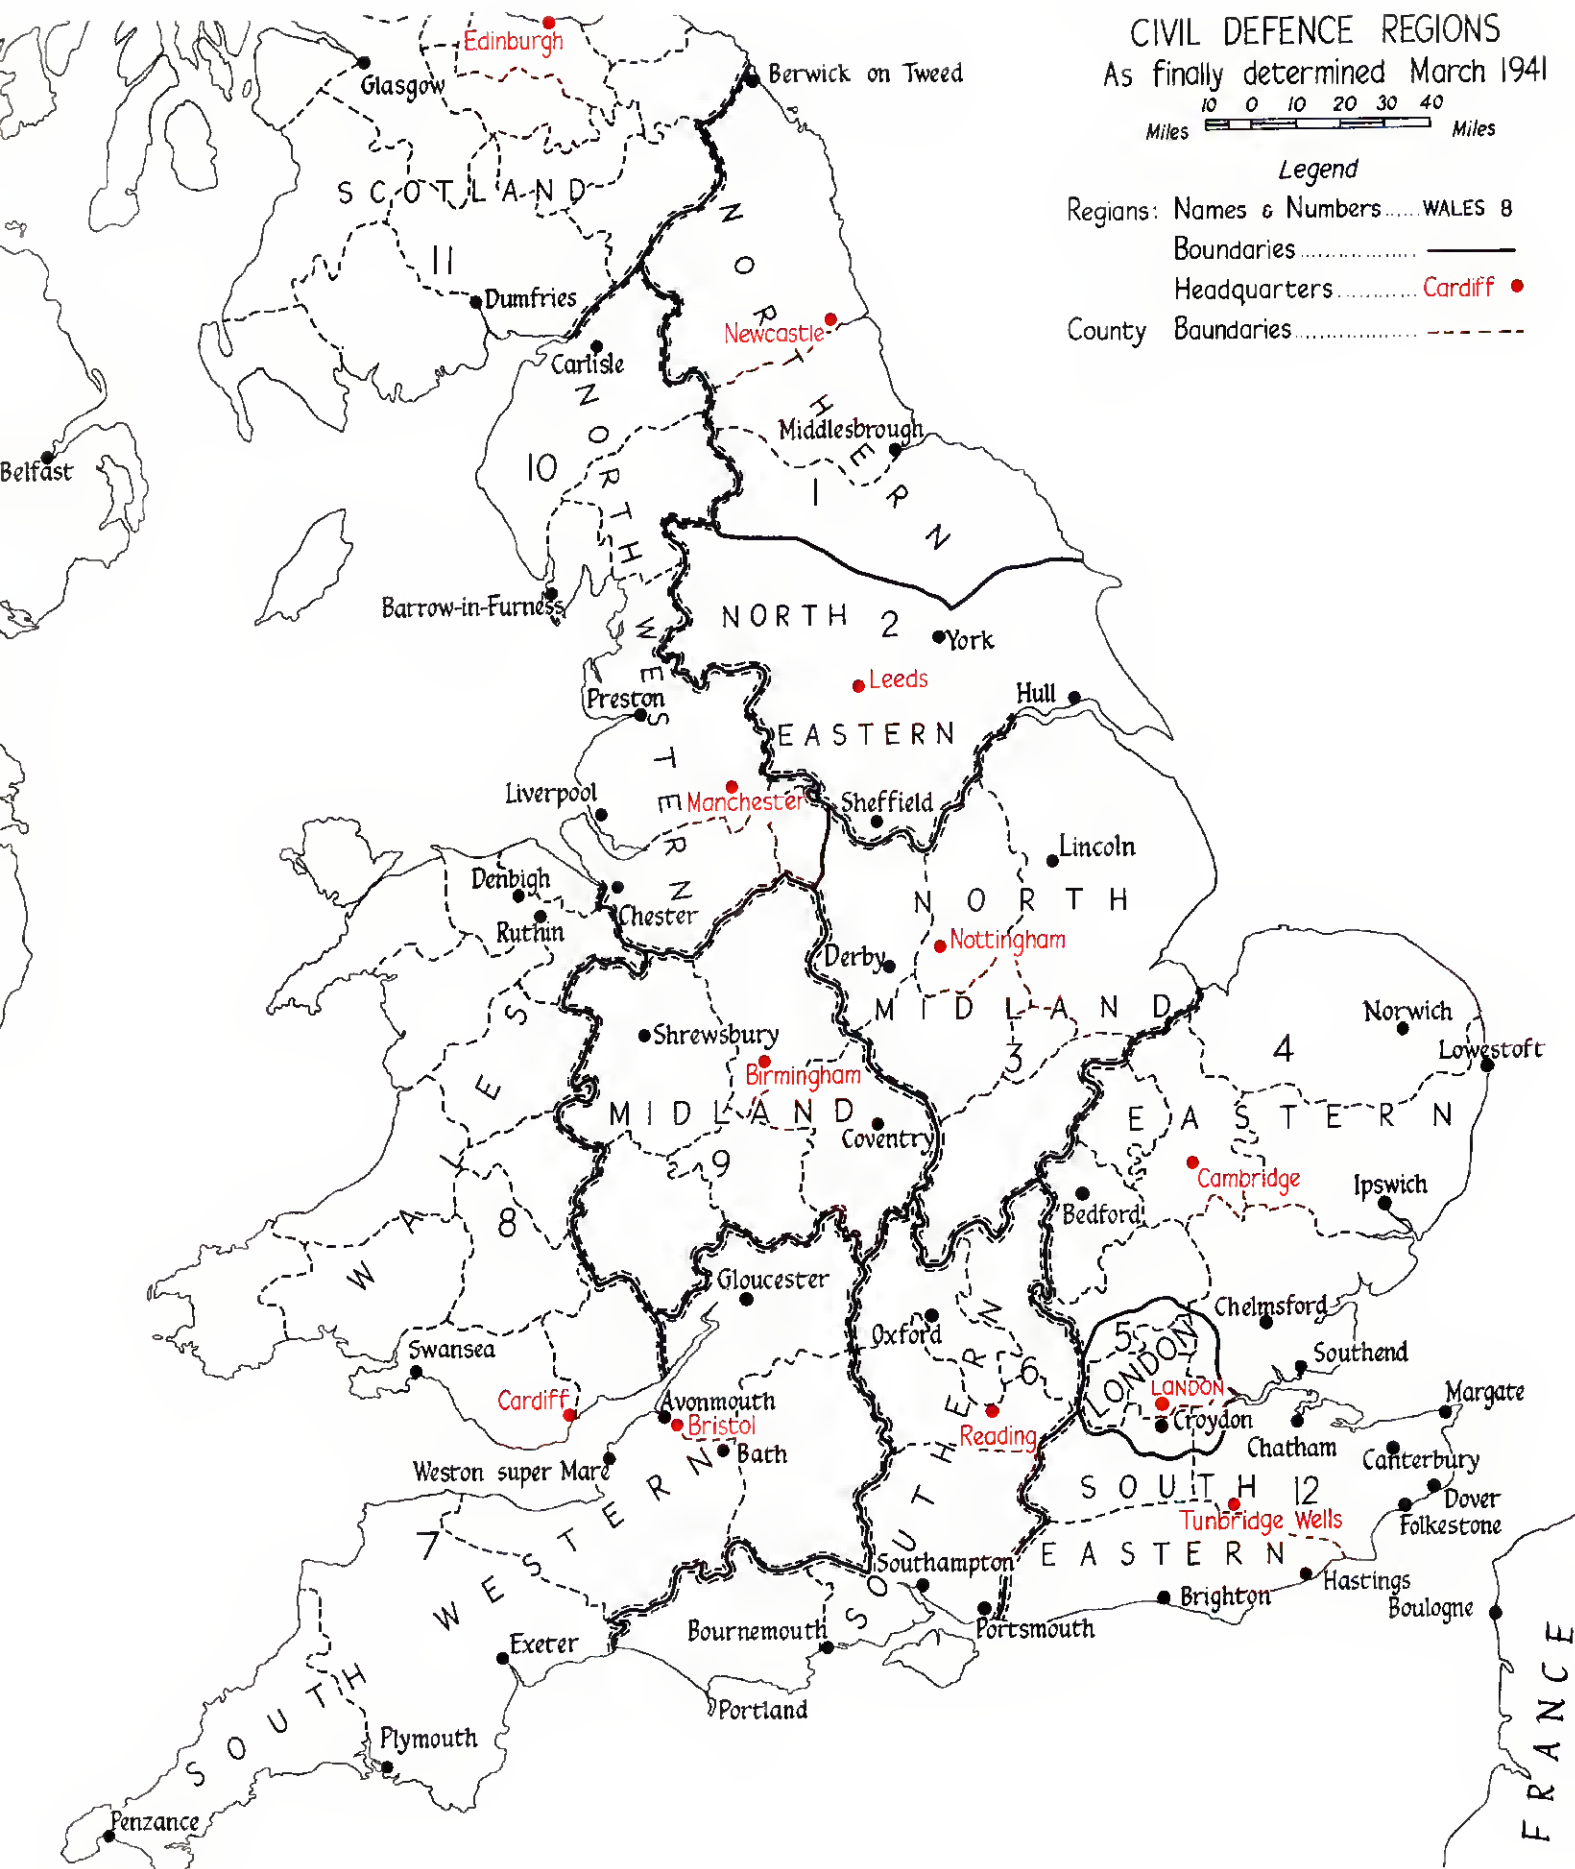 CIVIL DEFENCE REGIONS
As finally determined March 1941
10 0 10 20 30 40
Miles Miles
Legend
Regians: Names & Numbers......WALES 8
Boundaries
Headquarters Cardiff
County Baundaries
Edinburgh
Glasgow
Berwick on Tweed
SCOTLAND
11
Dumfries
Carlisle
NORTHERN
1
Newcastle
Middlesbrough
Belfast
NORTH WESTERN
10
Barrow-in-Furness
Preston
Liverpool
Manchester
Chester
NORTH 2
EASTERN
York
Leeds
Hull
Sheffield
Lincoln
NORTH
MIDLAND
3
Nottingham
Derby
Denbigh
Ruthin
WALES
8
Swansea
Cardiff
Shrewsbury
Birmingham
MIDLAND
9
Coventry
Norwich
Lowestoft
4
EASTERN
Cambridge
Ipswich
Bedford
Chelmsford
Southend
Gloucester
Oxford
SOUTHERN
6
Reading
Southampton
Portsmouth
Bournemouth
Portland
5
LONDON
LANDON
Croydon
Margate
Chatham
Canterbury
Dover
Folkestone
SOUTH 12
EASTERN
Tunbridge Wells
Hastings
Brighton
Boulogne
FRANCE
Avonmouth
Bristol
Bath
Weston super Mare
SOUTH WESTERN
7
Exeter
Plymouth
Penzance